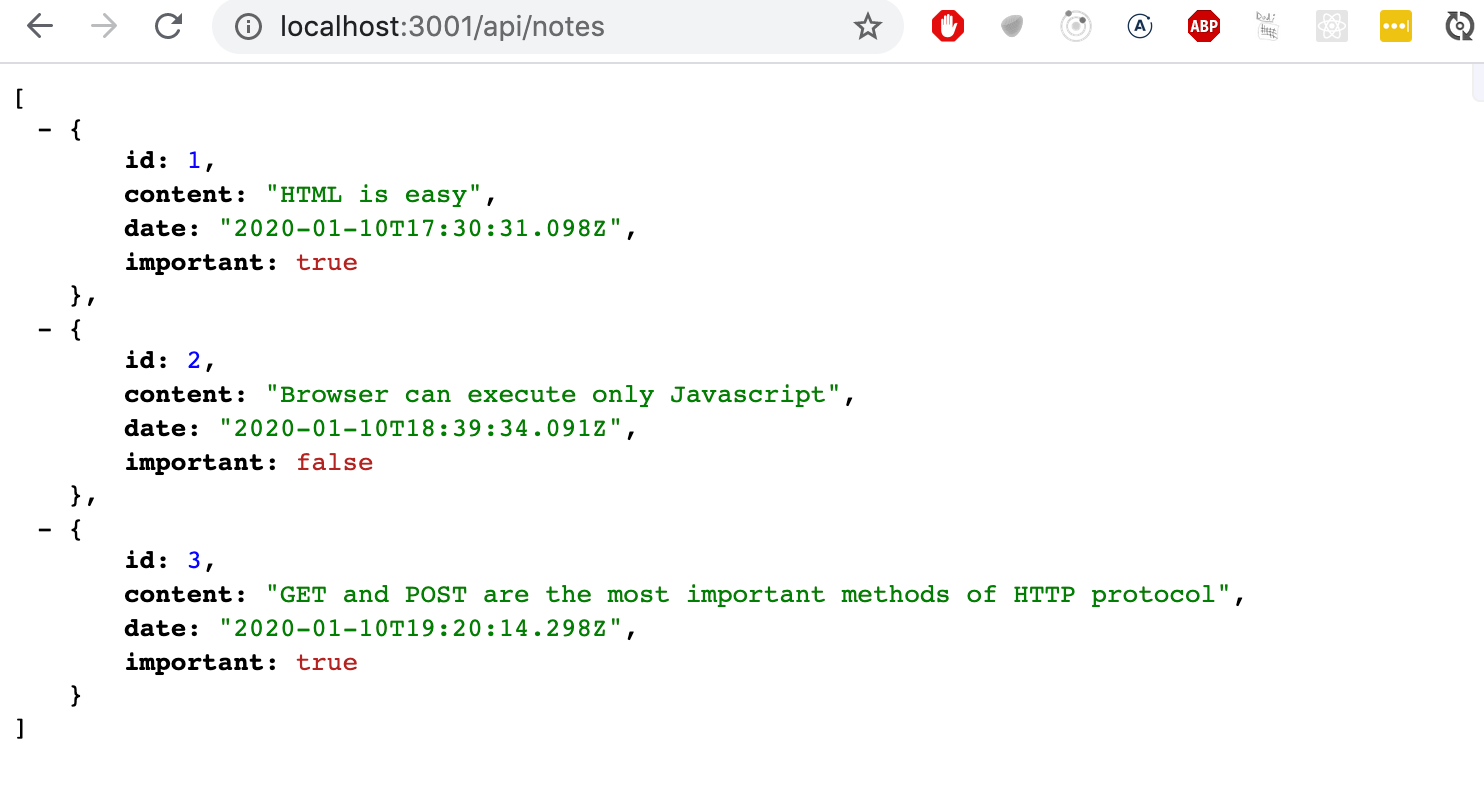 localhost:3001/api/notes
ABP
A
[
- {
id: 1,
content: "HTML is easy",
date: "2020-01-10T17:30:31.098Z",
important: true
},
- {
id: 2,
content: "Browser can execute only Javascript",
date: "2020-01-10T18:39:34.091Z",
important: false
},
- {
id: 3,
content: "GET and POST are the most important methods of HTTP protocol",
date: "2020-01-10T19:20:14.298Z",
important: true
}
]